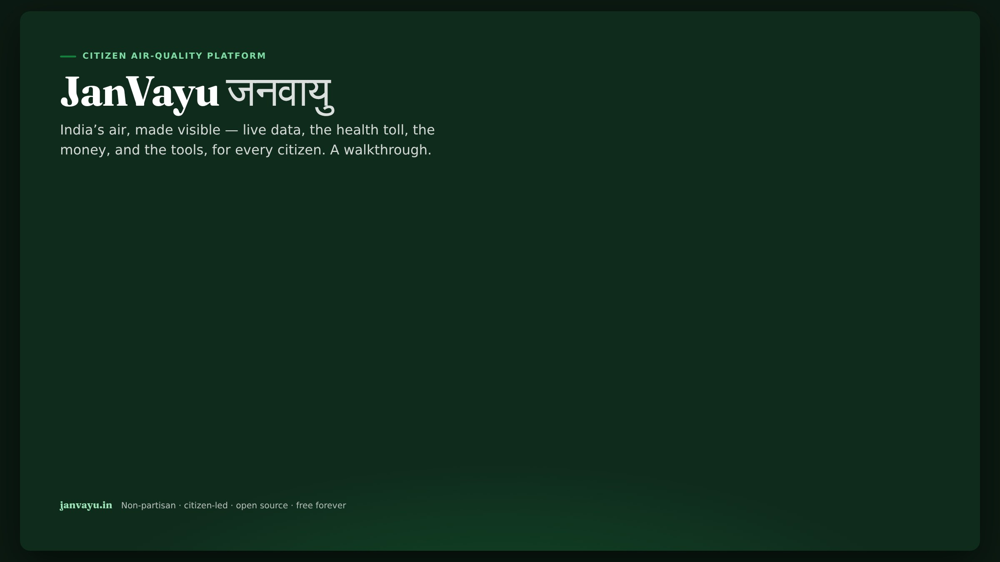 CITIZEN AIR-QUALITY PLATFORM
JanVayu जनवायु
India’s air, made visible — live data, the health toll, the
money, and the tools, for every citizen. A walkthrough.
janvayu.in Non-partisan · citizen-led · open source · free forever